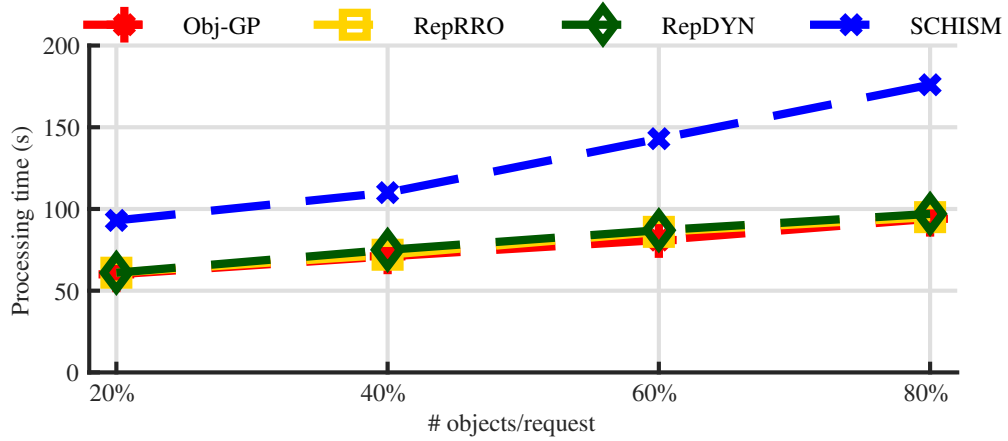 Obj-GP RepRRO RepDYN SCHISM
200
150
100
50
0
Processing time (s)
20% 40% 60% 80%
# objects/request